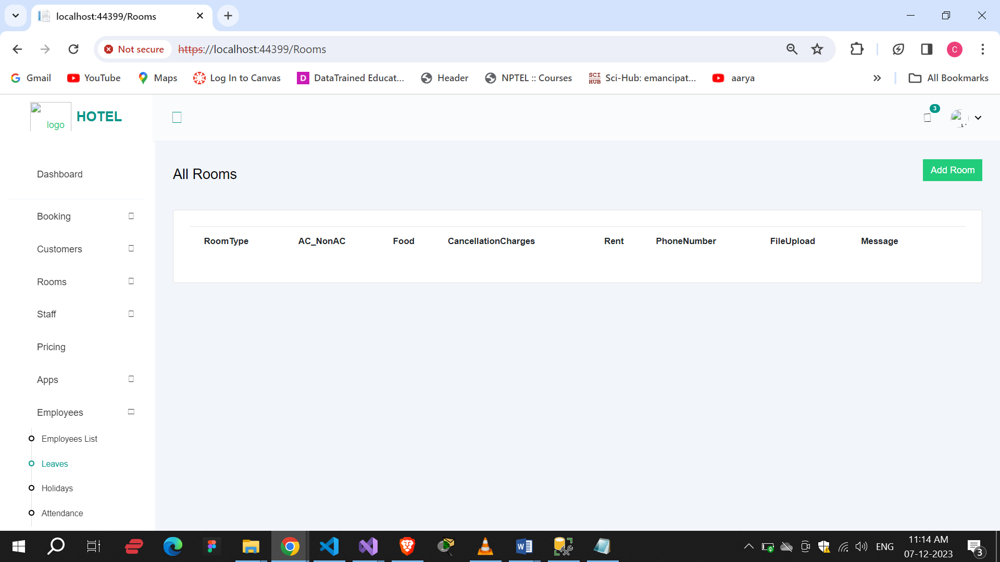 localhost:44399/Rooms
Not secure
https://localhost:44399/Rooms
C
Gmail
YouTube
Maps
Log In to Canvas
D
DataTrained Educat...
Header
NPTEL :: Courses
SCI HUB
Sci-Hub: emancipat...
aarya
All Bookmarks
logo
HOTEL
3
Dashboard
All Rooms
Add Room
Booking
Customers
Rooms
Staff
Pricing
Apps
Employees
Employees List
Leaves
Holidays
Attendance
RoomType AC_NonAC Food CancellationCharges Rent PhoneNumber FileUpload Message
ENG
11:14 AM
07-12-2023
3